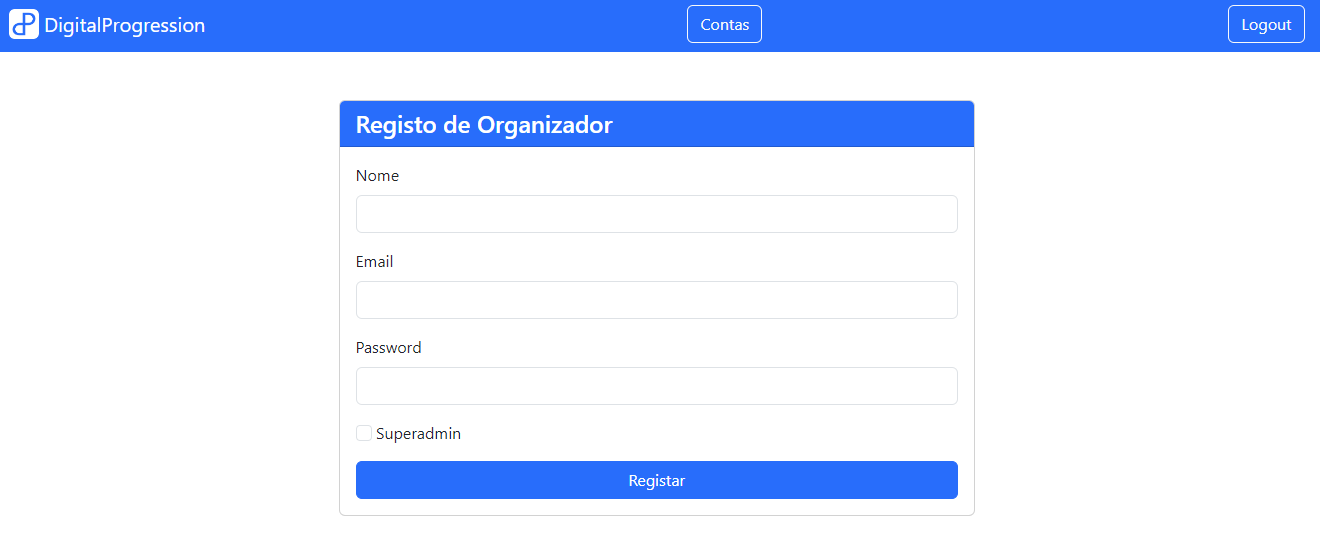 DigitalProgression
Contas
Logout
Registo de Organizador
Nome
Email
Password
Superadmin
Registar